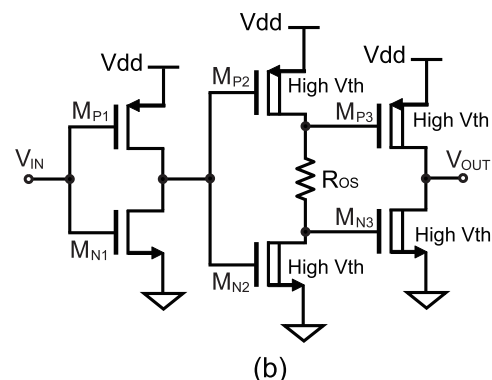 Vdd
Vdd
Vdd
MP1
MP2
High Vth
MP3
High Vth
VIN
ROS
VOUT
MN1
MN2
High Vth
MN3
High Vth
(b)